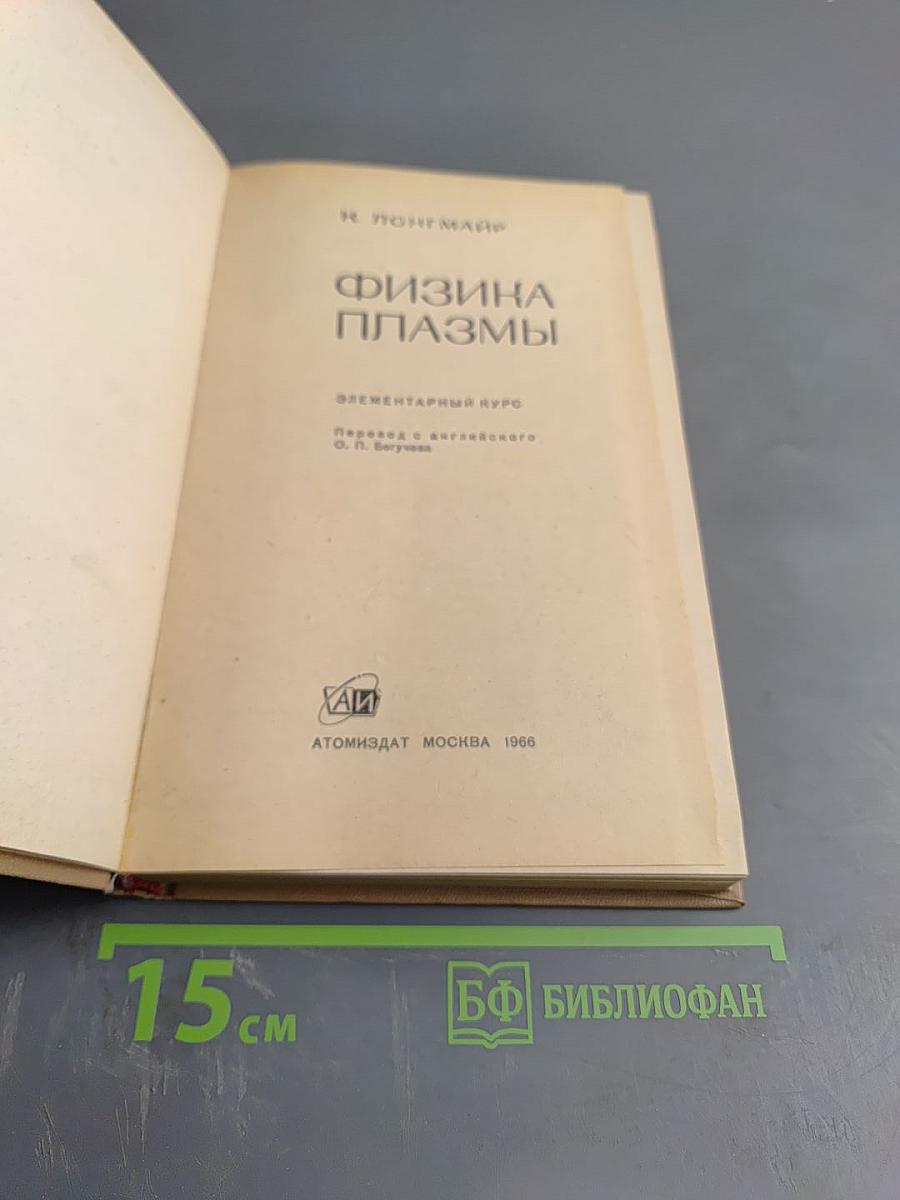 К. ЛОНГМАЙР
ФИЗИКА
ПЛАЗМЫ
ЭЛЕМЕНТАРНЫЙ КУРС
Перевод с английского
О. П. Бегучева
АИ
АТОМИЗДАТ МОСКВА 1966
15 см
БФ БИБЛИОФАН